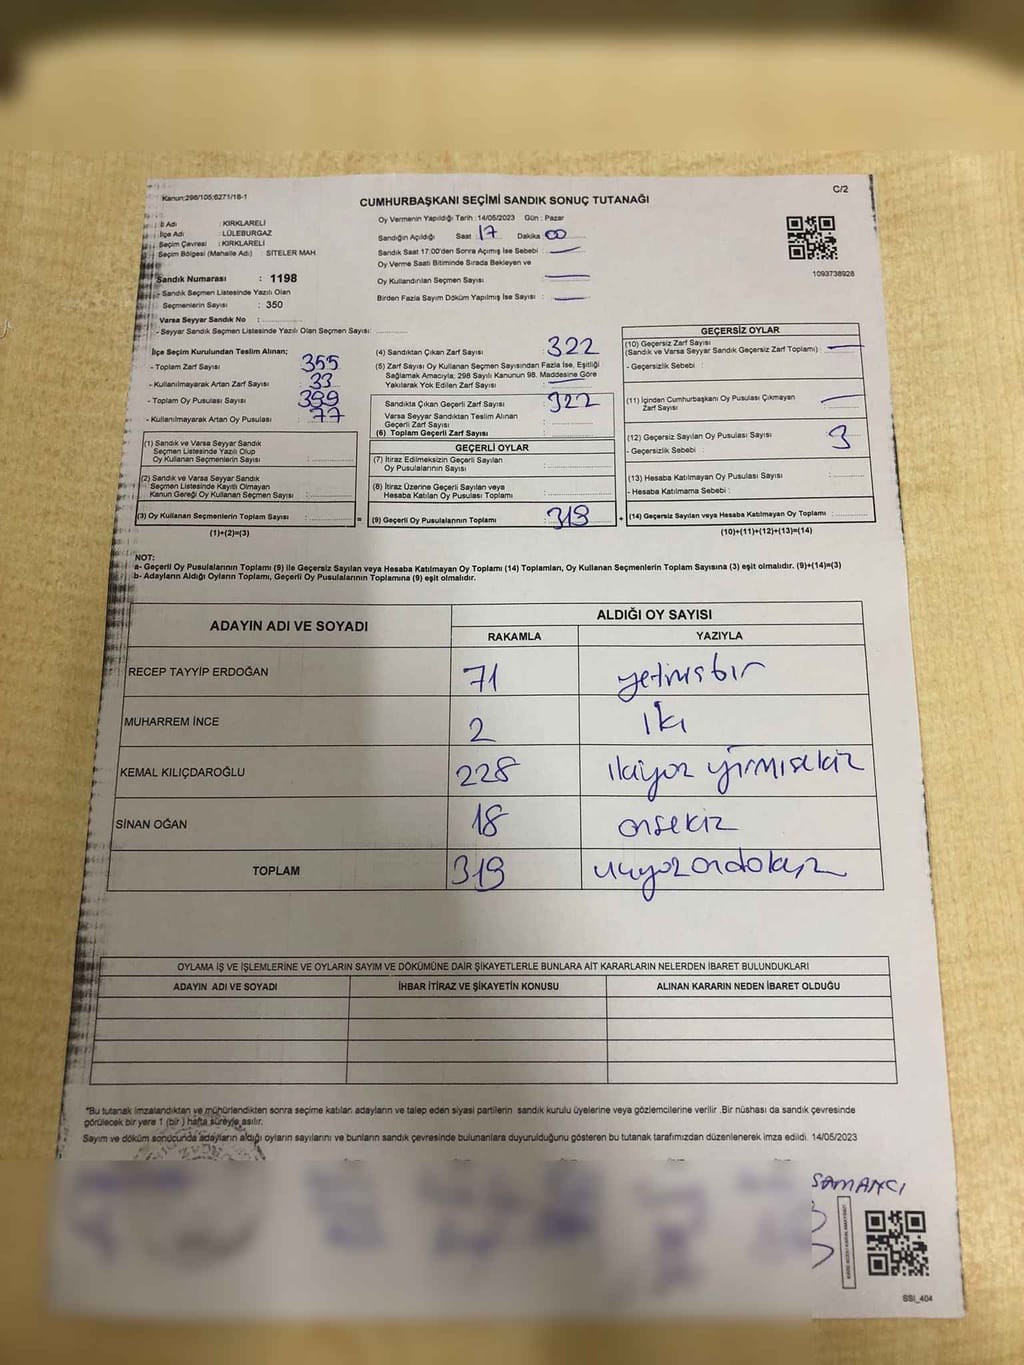 Kanun;298/105;6271/18-1
C/2
CUMHURBAŞKANI SEÇİMİ SANDIK SONUÇ TUTANAĞI
İl Adı : KIRKLARELİ
İlçe Adı : LÜLEBURGAZ
Seçim Çevresi : KIRKLARELİ
Seçim Bölgesi (Mahalle Adı) : SİTELER MAH.
Sandık Numarası : 1198
- Sandık Seçmen Listesinde Yazılı Olan
Seçmenlerin Sayısı : 350
Varsa Seyyar Sandık No :
- Seyyar Sandık Seçmen Listesinde Yazılı Olan Seçmen Sayısı:
Oy Vermenin Yapıldığı Tarih : 14/05/2023 Gün : Pazar
Sandığın Açıldığı Saat 17 Dakika 00
Sandık Saat 17:00'den Sonra Açımış İse Sebebi :
Oy Verme Saati Bitiminde Sırada Bekleyen ve
Oy Kullandırılan Seçmen Sayısı :
Birden Fazla Sayım Döküm Yapılmış İse Sayısı :
1093738928
İlçe Seçim Kurulundan Teslim Alınan;
- Toplam Zarf Sayısı : 355
- Kullanılmayarak Artan Zarf Sayısı : 33
- Toplam Oy Pusulası Sayısı : 399
- Kullanılmayarak Artan Oy Pusulası : 77
(1) Sandık ve Varsa Seyyar Sandık
Seçmen Listesinde Yazılı Olup
Oy Kullanan Seçmenlerin Sayısı :
(2) Sandık ve Varsa Seyyar Sandık
Seçmen Listesinde Kayıtlı Olmayan
Kanun Gereği Oy Kullanan Seçmen Sayısı :
(3) Oy Kullanan Seçmenlerin Toplam Sayısı : =
(1)+(2)=(3)
(4) Sandıktan Çıkan Zarf Sayısı : 322
(5) Zarf Sayısı Oy Kullanan Seçmen Sayısından Fazla İse, Eşitliği
Sağlamak Amacıyla, 298 Sayılı Kanunun 98. Maddesine Göre
Yakılarak Yok Edilen Zarf Sayısı :
Sandıkta Çıkan Geçerli Zarf Sayısı : 322
Varsa Seyyar Sandıktan Teslim Alınan
Geçerli Zarf Sayısı :
(6) Toplam Geçerli Zarf Sayısı :
GEÇERLİ OYLAR
(7) İtiraz Edilmeksizin Geçerli Sayılan
Oy Pusulalarının Sayısı :
(8) İtiraz Üzerine Geçerli Sayılan veya
Hesaba Katılan Oy Pusulası Toplamı :
(9) Geçerli Oy Pusulalarının Toplamı : 319 +
GEÇERSİZ OYLAR
(10) Geçersiz Zarf Sayısı
(Sandık ve Varsa Seyyar Sandık Geçersiz Zarf Toplamı) :
- Geçersizlik Sebebi :
(11) İçinden Cumhurbaşkanı Oy Pusulası Çıkmayan
Zarf Sayısı :
(12) Geçersiz Sayılan Oy Pusulası Sayısı : 3
- Geçersizlik Sebebi :
(13) Hesaba Katılmayan Oy Pusulası Sayısı :
- Hesaba Katılmama Sebebi :
(14) Geçersiz Sayılan veya Hesaba Katılmayan Oy Toplamı :
(10)+(11)+(12)+(13)=(14)
NOT:
a- Geçerli Oy Pusulalarının Toplamı (9) ile Geçersiz Sayılan veya Hesaba Katılmayan Oy Toplamı (14) Toplamları, Oy Kullanan Seçmenlerin Toplam Sayısına (3) eşit olmalıdır. (9)+(14)=(3)
b- Adayların Aldığı Oyların Toplamı, Geçerli Oy Pusulalarının Toplamına (9) eşit olmalıdır.
ADAYIN ADI VE SOYADI
ALDIĞI OY SAYISI
RAKAMLA YAZIYLA
RECEP TAYYİP ERDOĞAN 71 yetmişbir
MUHARREM İNCE 2 iki
KEMAL KILIÇDAROĞLU 228 ikiyüz yirmisekiz
SİNAN OĞAN 18 onsekiz
TOPLAM 319 üçyüzondokuz
OYLAMA İŞ VE İŞLEMLERİNE VE OYLARIN SAYIM VE DÖKÜMÜNE DAİR ŞİKAYETLERLE BUNLARA AİT KARARLARIN NELERDEN İBARET BULUNDUKLARI
ADAYIN ADI VE SOYADI İHBAR İTİRAZ VE ŞİKAYETİN KONUSU ALINAN KARARIN NEDEN İBARET OLDUĞU
*Bu tutanak imzalandıktan ve mühürlendikten sonra seçime katılan adayların ve talep eden siyasi partilerin sandık kurulu üyelerine veya gözlemcilerine verilir .Bir nüshası da sandık çevresinde
görülecek bir yere 1 (bir ) hafta süreyle asılır.
Sayım ve döküm sonucunda adayların aldığı oyların sayılarını ve bunların sandık çevresinde bulunanlara duyurulduğunu gösteren bu tutanak tarafımızdan düzenlenerek imza edildi. 14/05/2023
SAMANCI
SSI_404